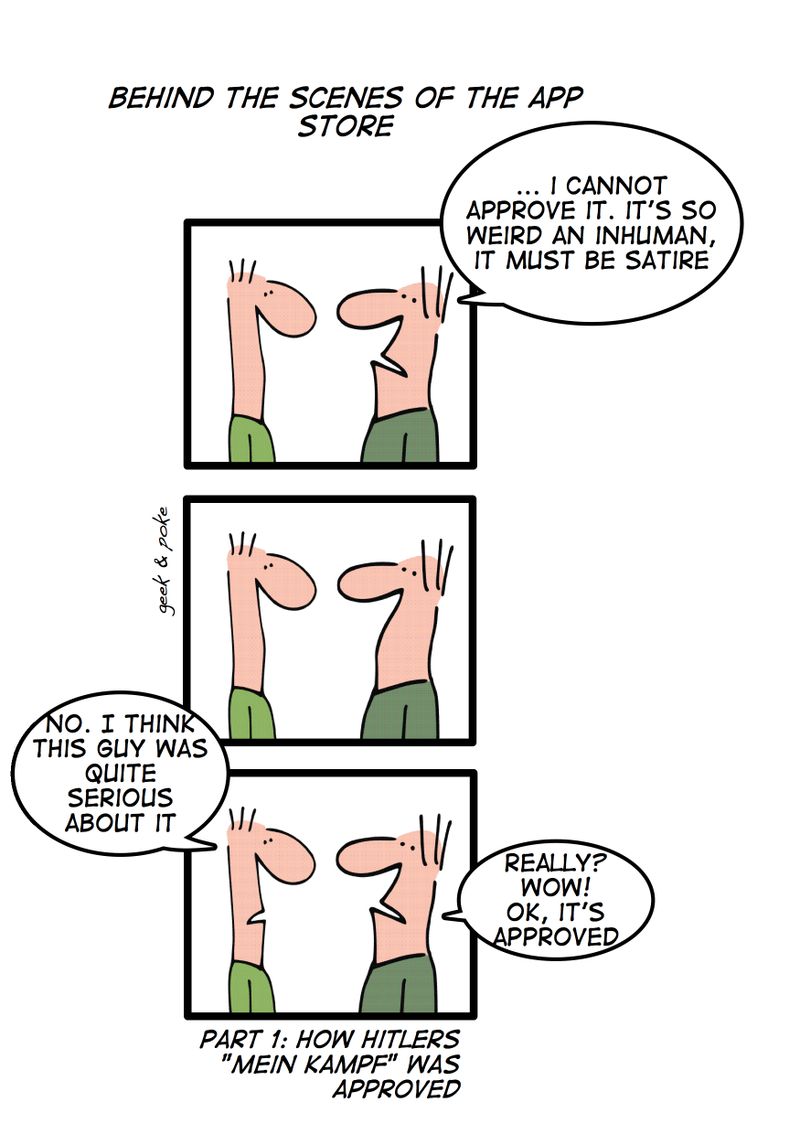 BEHIND THE SCENES OF THE APP
STORE
... I CANNOT
APPROVE IT. IT'S SO
WEIRD AN INHUMAN,
IT MUST BE SATIRE
geek & poke
NO. I THINK
THIS GUY WAS
QUITE
SERIOUS
ABOUT IT
REALLY?
WOW!
OK, IT'S
APPROVED
PART 1: HOW HITLERS
"MEIN KAMPF" WAS
APPROVED